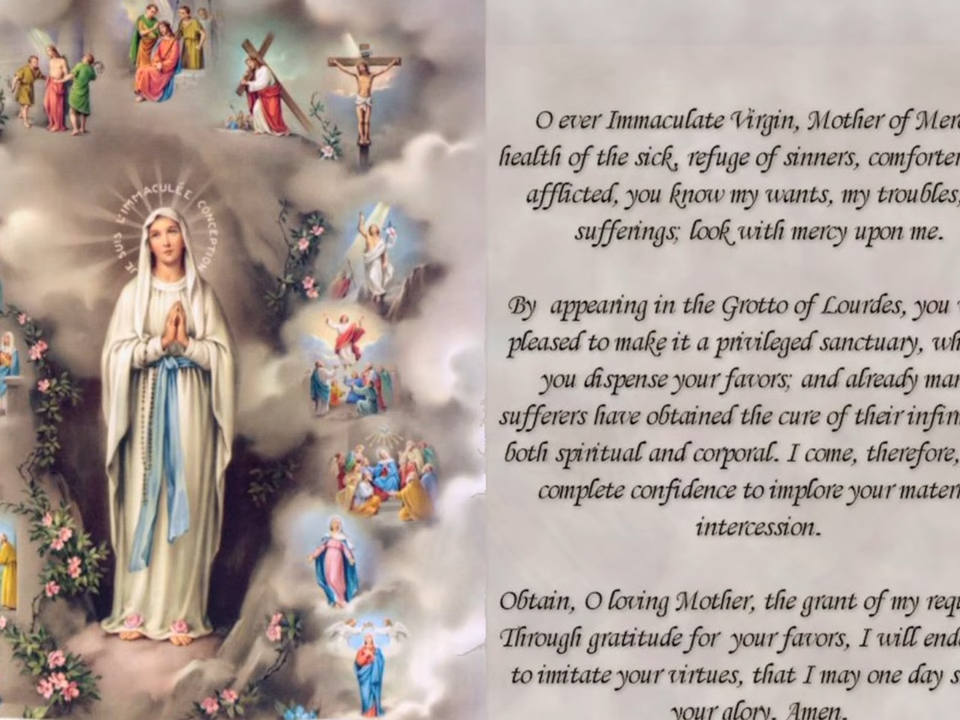 JE SUIS L'IMMACULÉE CONCEPTION
O ever Immaculate Virgin, Mother of
health of the sick, refuge of sinners,
afflicted, you know my wants, my troubles,
sufferings; look with mercy upon me.
By appearing in the Grotto of Lourdes, you
pleased to make it a privileged sanctuary,
you dispense your favors; and already
sufferers have obtained the cure of their
both spiritual and corporal. I come, therefore,
complete confidence to implore your
intercession.
Obtain, O loving Mother, the grant of my
Through gratitude for your favors, I will
to imitate your virtues, that I may one day
your glory. Amen.